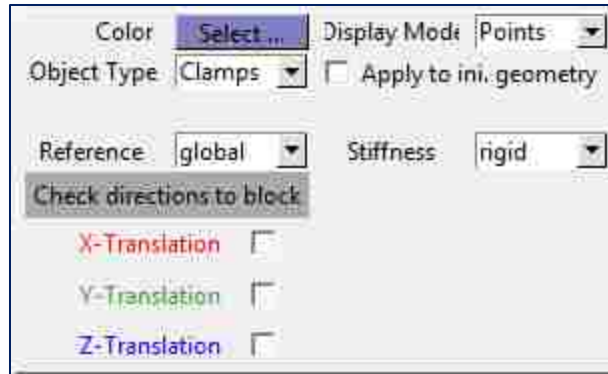 Color Select ... Display Mode Points
Object Type Clamps Apply to ini. geometry
Reference global Stiffness rigid
Check directions to block
X-Translation
Y-Translation
Z-Translation